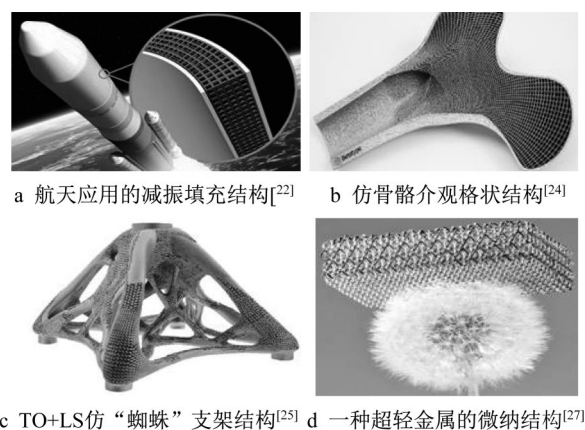 a 航天应用的减振填充结构[22]
b 仿骨骼介观格状结构[24]
c TO+LS仿“蜘蛛”支架结构[25]
d 一种超轻金属的微纳结构[27]